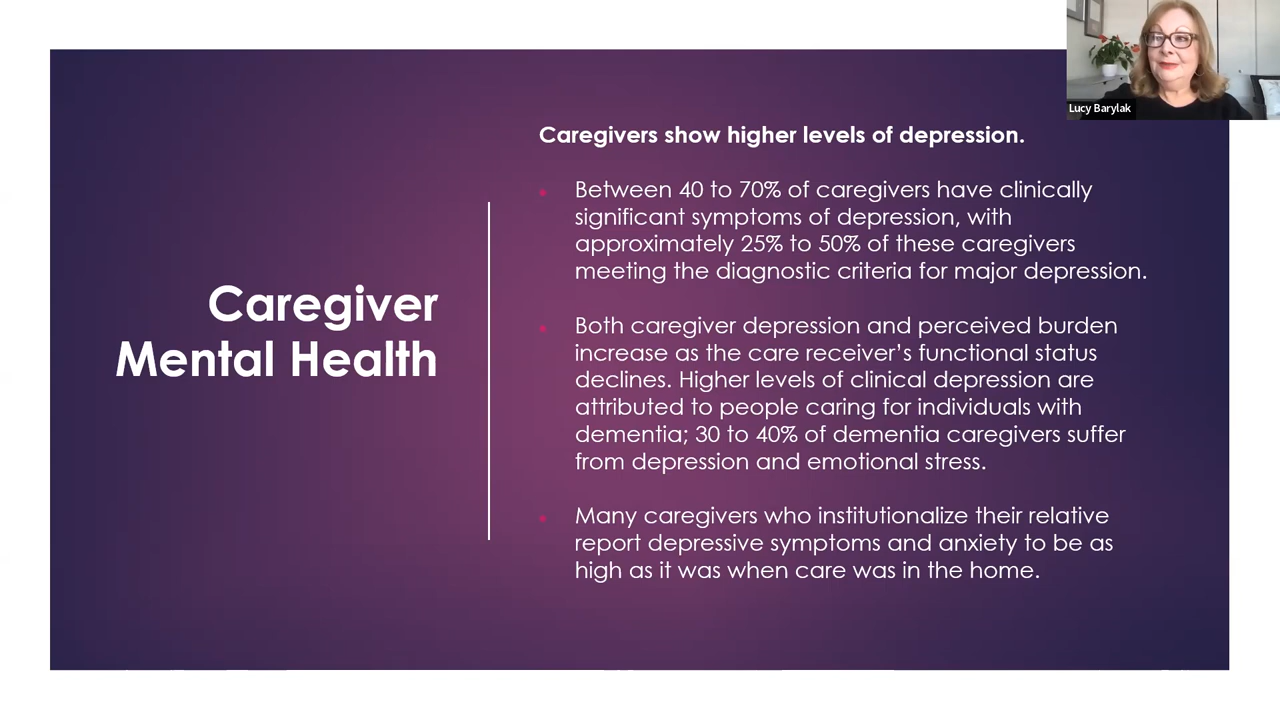 Lucy Barylak
Caregiver
Mental Health
Caregivers show higher levels of depression.
Between 40 to 70% of caregivers have clinically
significant symptoms of depression, with
approximately 25% to 50% of these caregivers
meeting the diagnostic criteria for major depression.
Both caregiver depression and perceived burden
increase as the care receiver’s functional status
declines. Higher levels of clinical depression are
attributed to people caring for individuals with
dementia; 30 to 40% of dementia caregivers suffer
from depression and emotional stress.
Many caregivers who institutionalize their relative
report depressive symptoms and anxiety to be as
high as it was when care was in the home.